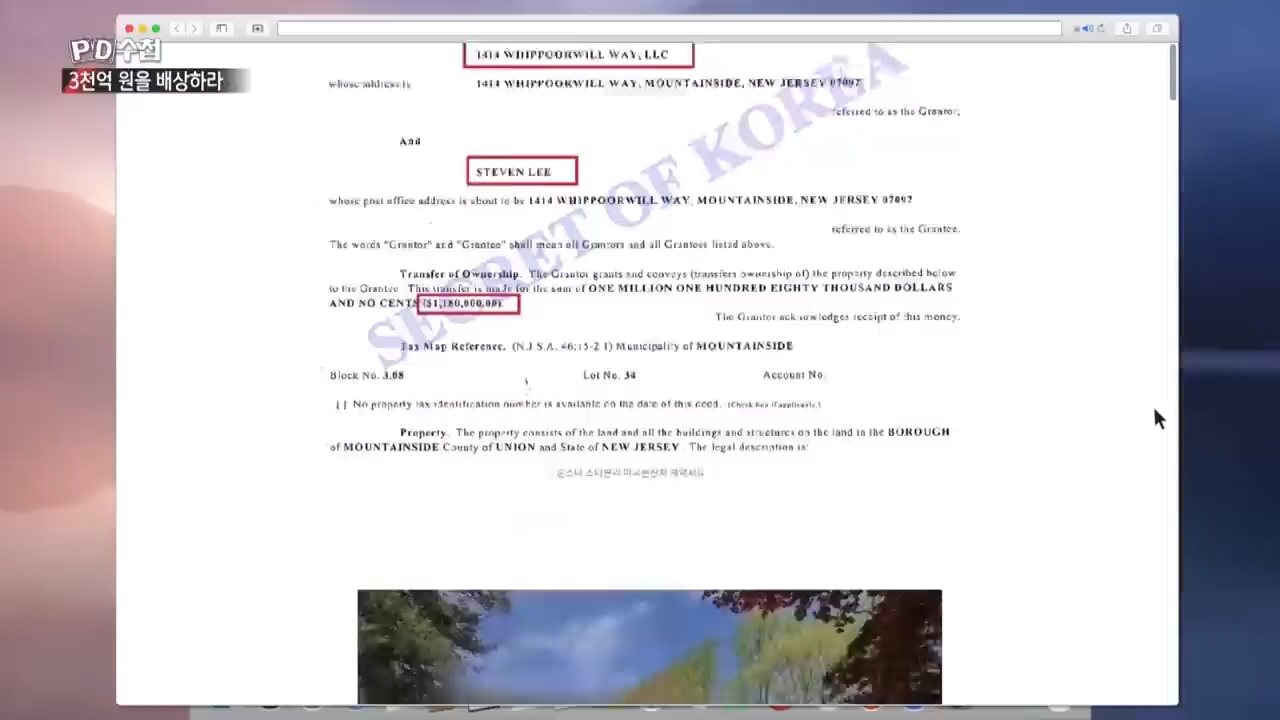 PD수첩
3천억 원을 배상하라
1414 WHIPPOORWILL WAY, LLC
whose address is 1414 WHIPPOORWILL WAY, MOUNTAINSIDE, NEW JERSEY 07092
referred to as the Grantor,
And
STEVEN LEE
whose post office address is about to be 1414 WHIPPOORWILL WAY, MOUNTAINSIDE, NEW JERSEY 07092
referred to as the Grantee.
The words "Grantor" and "Grantee" shall mean all Grantors and all Grantees listed above.
Transfer of Ownership. The Grantor grants and conveys (transfers ownership of) the property described below
to the Grantee. This transfer is made for the sum of ONE MILLION ONE HUNDRED EIGHTY THOUSAND DOLLARS
AND NO CENTS ($1,180,000.00).
The Grantor acknowledges receipt of this money.
Tax Map Reference. (N.J.S.A. 46:15-2.1) Municipality of MOUNTAINSIDE
Block No. 3.08 Lot No. 34 Account No.
[ ] No property tax identification number is available on the date of this deed. (Check box if applicable.)
Property. The property consists of the land and all the buildings and structures on the land in the BOROUGH
of MOUNTAINSIDE County of UNION and State of NEW JERSEY. The legal description is:
SECRET OF KOREA